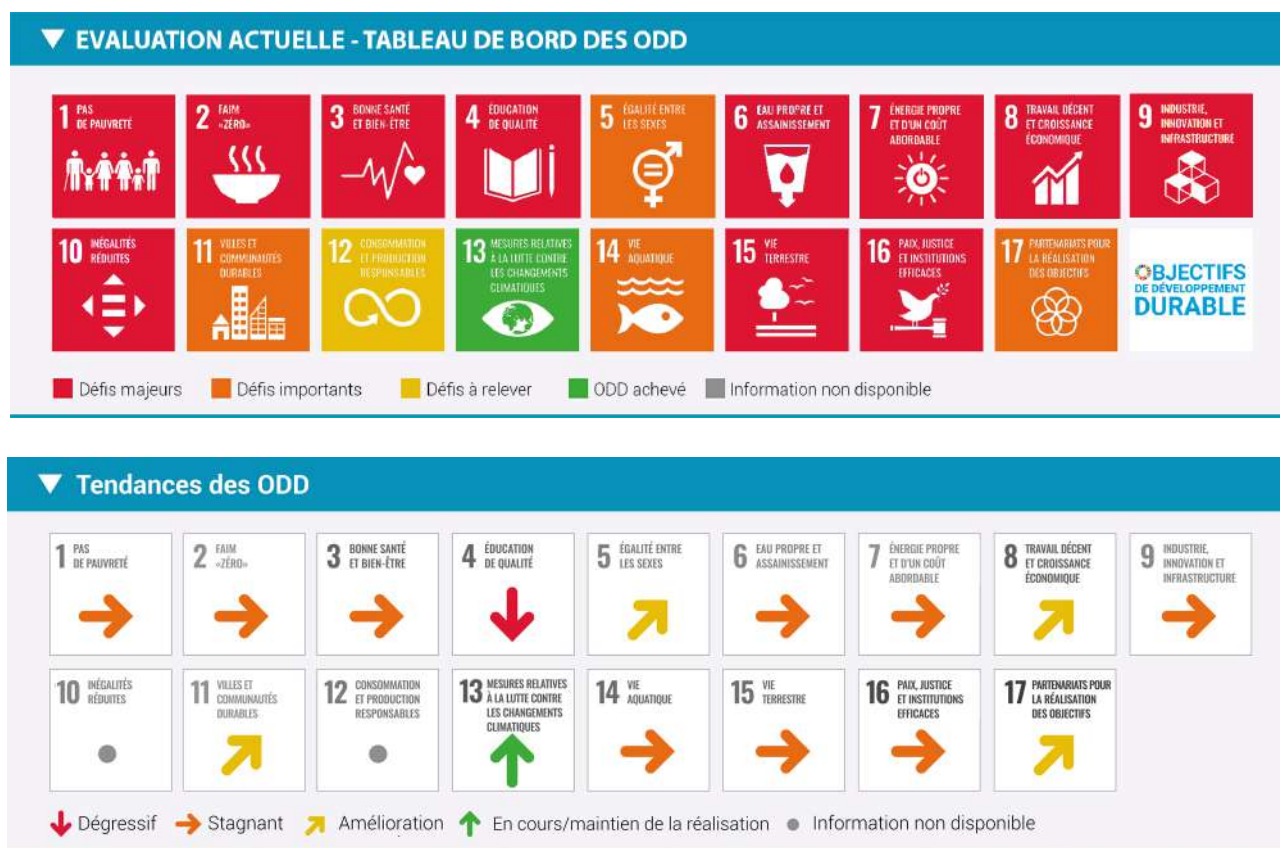 EVALUATION ACTUELLE - TABLEAU DE BORD DES ODD
1 PAS
DE PAUVRETÉ
2 FAIM
«ZÉRO»
3 BONNE SANTÉ
ET BIEN-ÊTRE
4 ÉDUCATION
DE QUALITÉ
5 ÉGALITÉ ENTRE
LES SEXES
6 EAU PROPRE ET
ASSAINISSEMENT
7 ÉNERGIE PROPRE
ET D'UN COÛT
ABORDABLE
8 TRAVAIL DÉCENT
ET CROISSANCE
ÉCONOMIQUE
9 INDUSTRIE,
INNOVATION ET
INFRASTRUCTURE
10 INÉGALITÉS
RÉDUITES
11 VILLES ET
COMMUNAUTÉS
DURABLES
12 CONSOMMATION
ET PRODUCTION
RESPONSABLES
13 MESURES RELATIVES
À LA LUTTE CONTRE
LES CHANGEMENTS
CLIMATIQUES
14 VIE
AQUATIQUE
15 VIE
TERRESTRE
16 PAIX, JUSTICE
ET INSTITUTIONS
EFFICACES
17 PARTENARIATS POUR
LA RÉALISATION
DES OBJECTIFS
OBJECTIFS
DE DÉVELOPPEMENT
DURABLE
Défis majeurs Défis importants Défis à relever ODD achevé Information non disponible
Tendances des ODD
1 PAS
DE PAUVRETÉ
2 FAIM
«ZÉRO»
3 BONNE SANTÉ
ET BIEN-ÊTRE
4 ÉDUCATION
DE QUALITÉ
5 ÉGALITÉ ENTRE
LES SEXES
6 EAU PROPRE ET
ASSAINISSEMENT
7 ÉNERGIE PROPRE
ET D'UN COÛT
ABORDABLE
8 TRAVAIL DÉCENT
ET CROISSANCE
ÉCONOMIQUE
9 INDUSTRIE,
INNOVATION ET
INFRASTRUCTURE
10 INÉGALITÉS
RÉDUITES
11 VILLES ET
COMMUNAUTÉS
DURABLES
12 CONSOMMATION
ET PRODUCTION
RESPONSABLES
13 MESURES RELATIVES
À LA LUTTE CONTRE
LES CHANGEMENTS
CLIMATIQUES
14 VIE
AQUATIQUE
15 VIE
TERRESTRE
16 PAIX, JUSTICE
ET INSTITUTIONS
EFFICACES
17 PARTENARIATS POUR
LA RÉALISATION
DES OBJECTIFS
Dégressif Stagnant Amélioration En cours/maintien de la réalisation Information non disponible